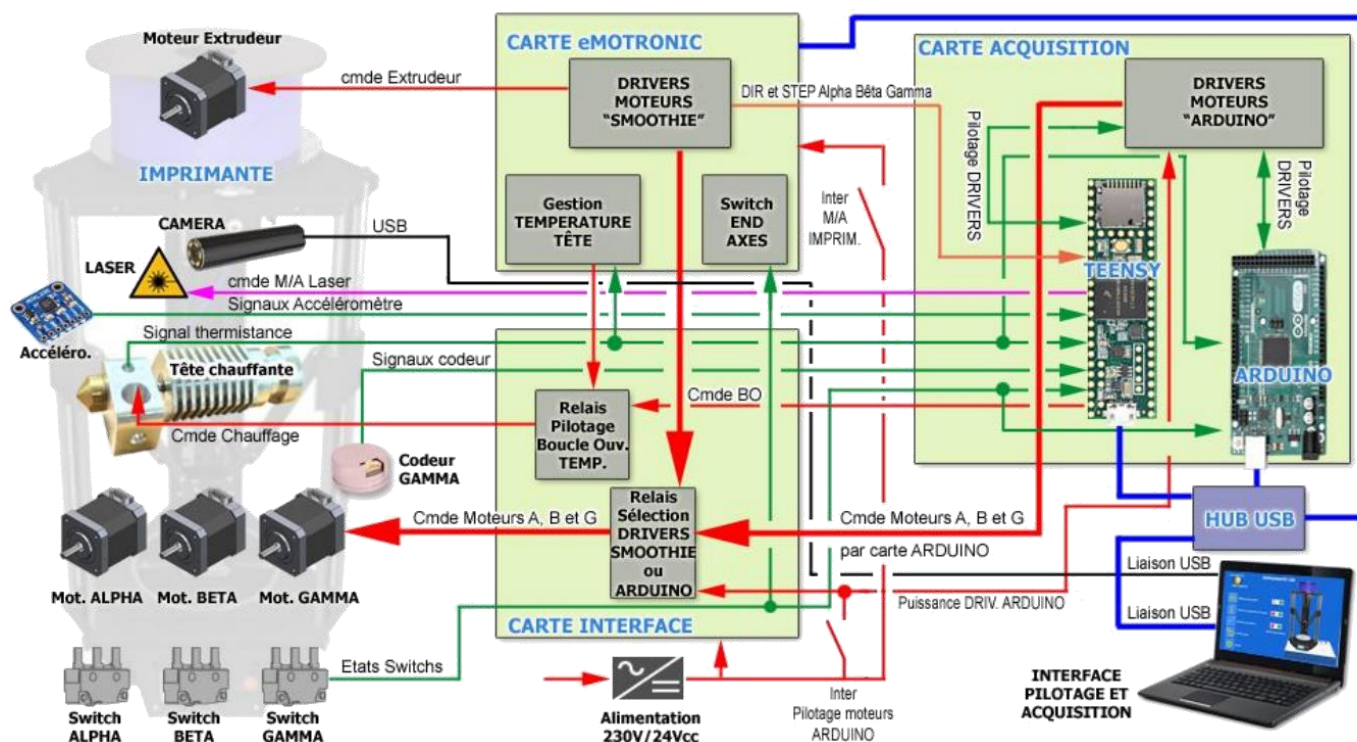 Moteur Extrudeur
cmde Extrudeur
IMPRIMANTE
CAMERA
USB
LASER
cmde M/A Laser
Signaux Accéléromètre
Accéléro.
Signal thermistance
Tête chauffante
Signaux codeur
Cmde Chauffage
Codeur
GAMMA
Cmde Moteurs A, B et G
Mot. ALPHA
Mot. BETA
Mot. GAMMA
Etats Switchs
Switch
ALPHA
Switch
BETA
Switch
GAMMA
CARTE eMOTRONIC
DRIVERS
MOTEURS
"SMOOTHIE"
DIR et STEP Alpha Bêta Gamma
Gestion
TEMPERATURE
TÊTE
Switch
END
AXES
Inter
M/A
IMPRIM.
Relais
Pilotage
Boucle Ouv.
TEMP.
Cmde BO
Relais
Sélection
DRIVERS
SMOOTHIE
ou
ARDUINO
CARTE INTERFACE
Cmde Moteurs A, B et G
par carte ARDUINO
Puissance DRIV. ARDUINO
Alimentation
230V/24Vcc
Inter
Pilotage moteurs
ARDUINO
CARTE ACQUISITION
DRIVERS
MOTEURS
"ARDUINO"
Pilotage
DRIVERS
Pilotage
DRIVERS
TEENSY
ARDUINO
HUB USB
Liaison USB
Liaison USB
INTERFACE
PILOTAGE ET
ACQUISITION